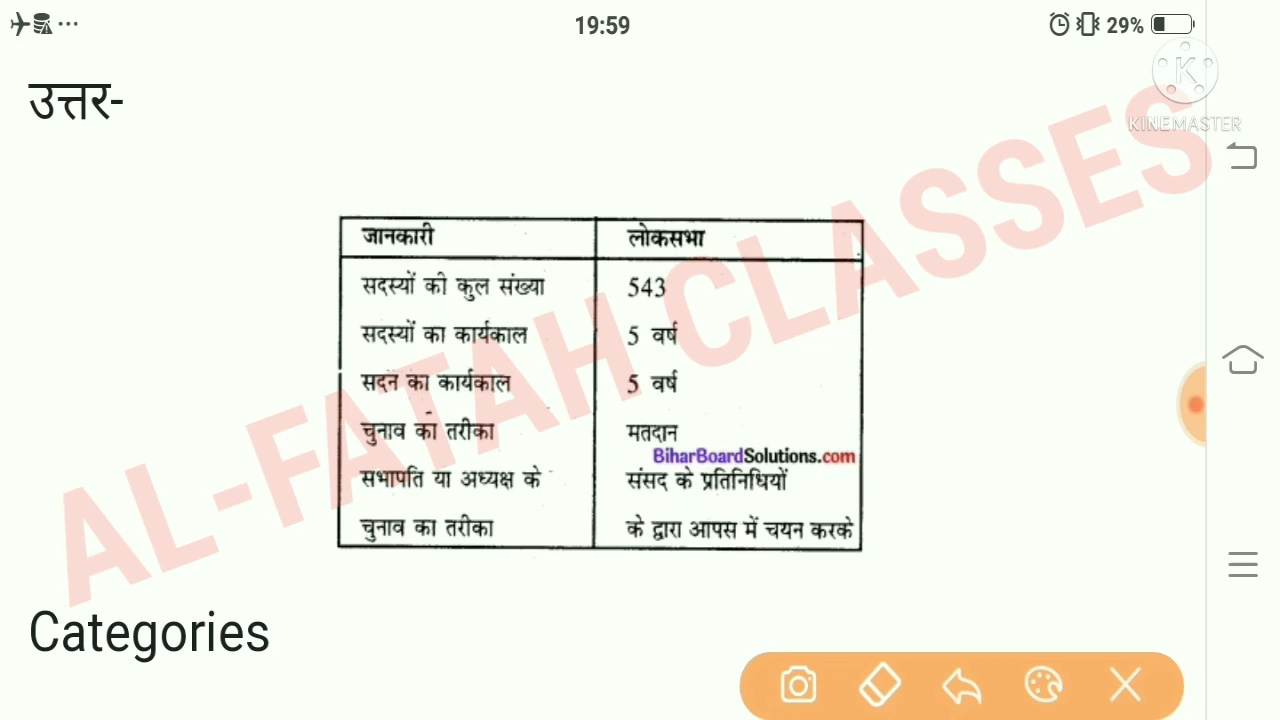 19:59
29%
उत्तर-
KINEMASTER
AL-FATAH CLASSES
जानकारी लोकसभा
सदस्यों की कुल संख्या 543
सदस्यों का कार्यकाल 5 वर्ष
सदन का कार्यकाल 5 वर्ष
चुनाव का तरीका मतदान
BiharBoardSolutions.com
सभापति या अध्यक्ष के संसद के प्रतिनिधियों
चुनाव का तरीका के द्वारा आपस में चयन करके
Categories